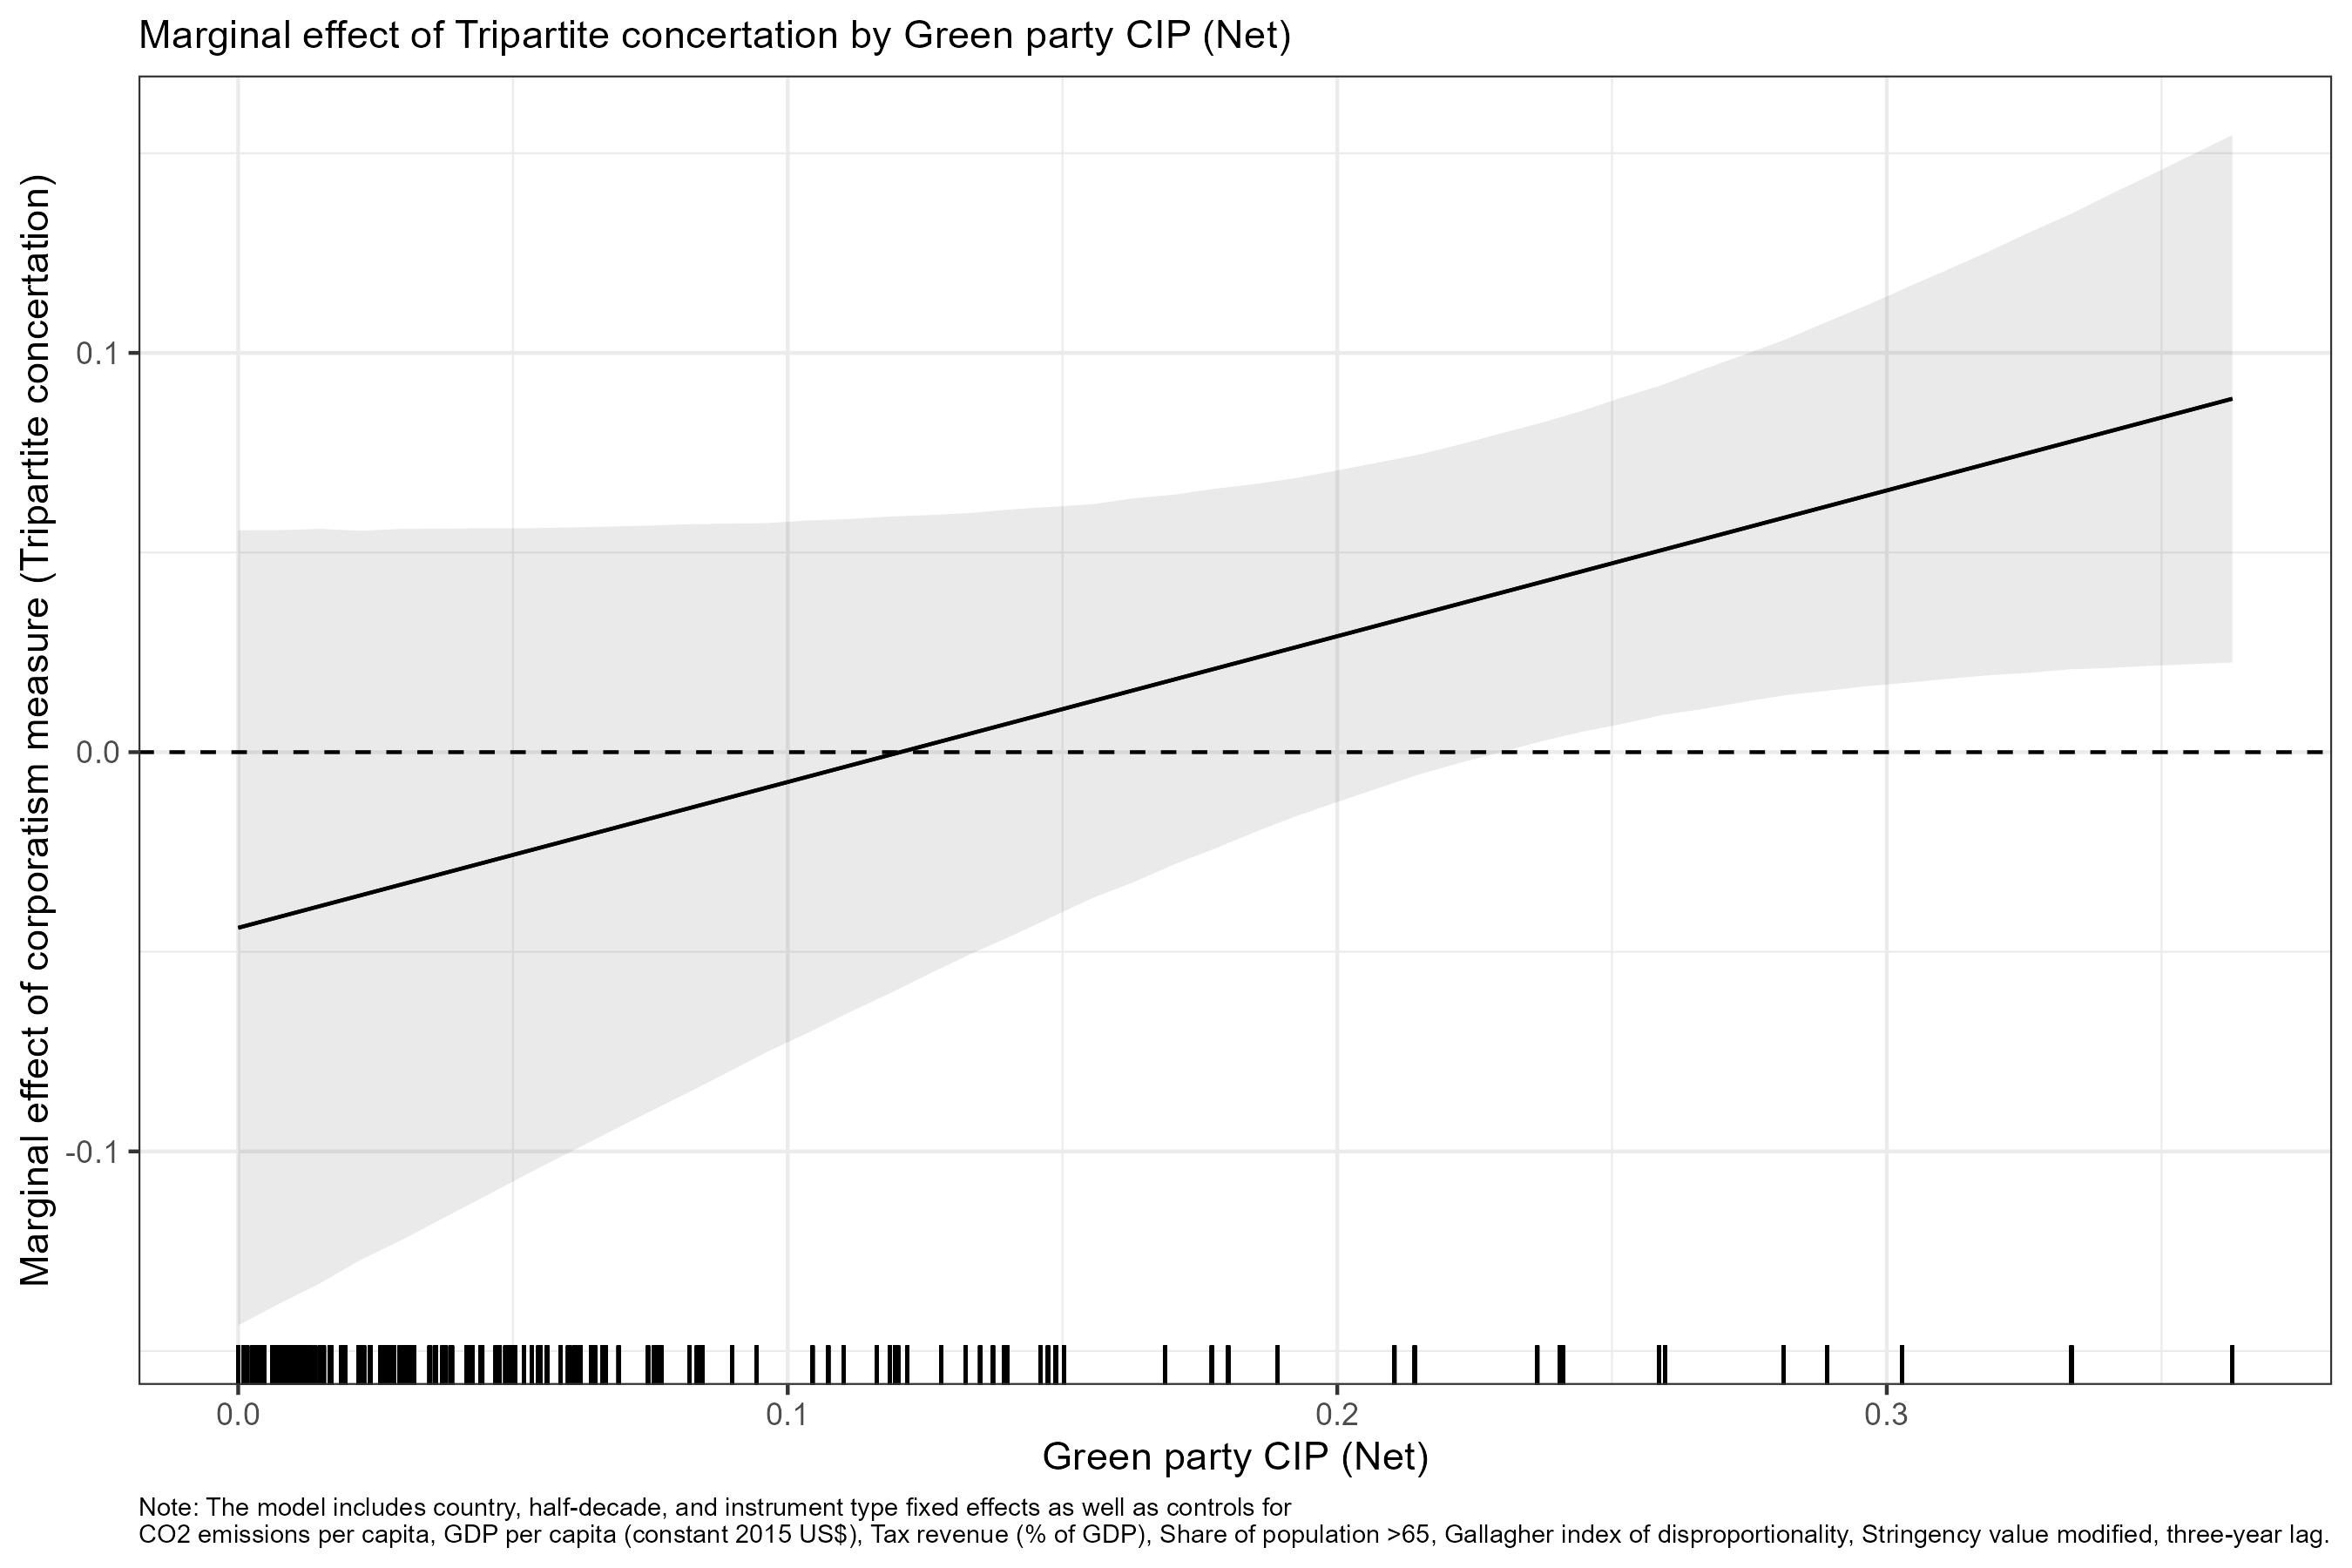 Marginal effect of Tripartite concertation by Green party CIP (Net)
Marginal effect of corporatism measure (Tripartite concertation)
0.1
0.0
-0.1
0.0
0.1
0.2
0.3
Green party CIP (Net)
Note: The model includes country, half-decade, and instrument type fixed effects as well as controls for
CO2 emissions per capita, GDP per capita (constant 2015 US$), Tax revenue (% of GDP), Share of population >65, Gallagher index of disproportionality, Stringency value modified, three-year lag.